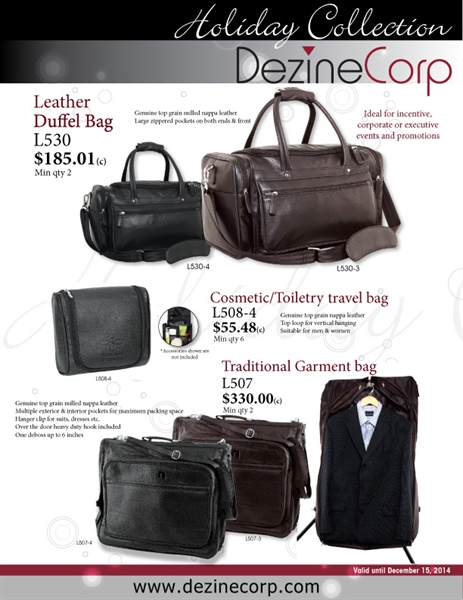 Holiday Collection
DezineCorp
Leather
Duffel Bag
L530
$185.01(c)
Min qty 2
Genuine top grain milled nappa leather
Large zippered pockets on both ends & front
Ideal for incentive,
corporate or executive
events and promotions
L530-4
L530-3
Cosmetic/Toiletry travel bag
L508-4
$55.48(c)
Min qty 6
Genuine top grain nappa leather
Top loop for vertical hanging
Suitable for men & women
*Accessories shown are
not included
L508-4
Traditional Garment bag
L507
$330.00(c)
Min qty 2
Genuine top grain milled nappa leather
Multiple exterior & interior pockets for maximum packing space
Hanger clip for suits, dresses etc.
Over the door heavy duty hook included
One deboss up to 6 inches
L507-4
L507-3
Valid until December 15, 2014
www.dezinecorp.com